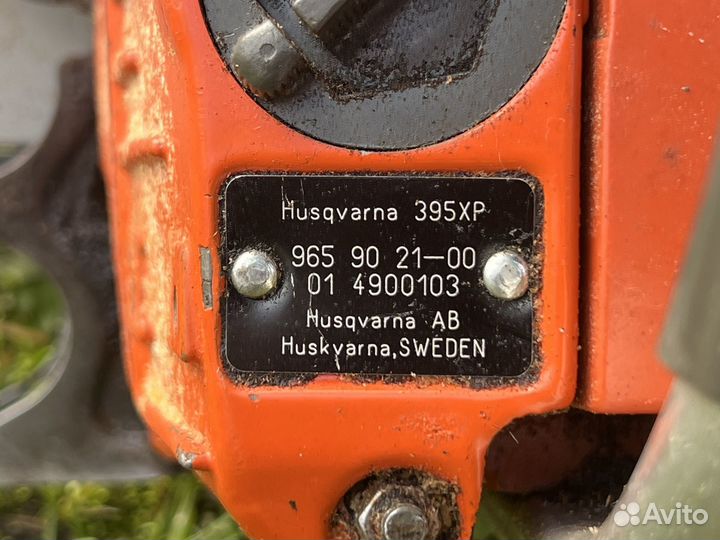 Husqvarna 395XP
965 90 21-00
01 4900103
Husqvarna AB
Huskvarna,SWEDEN
Avito